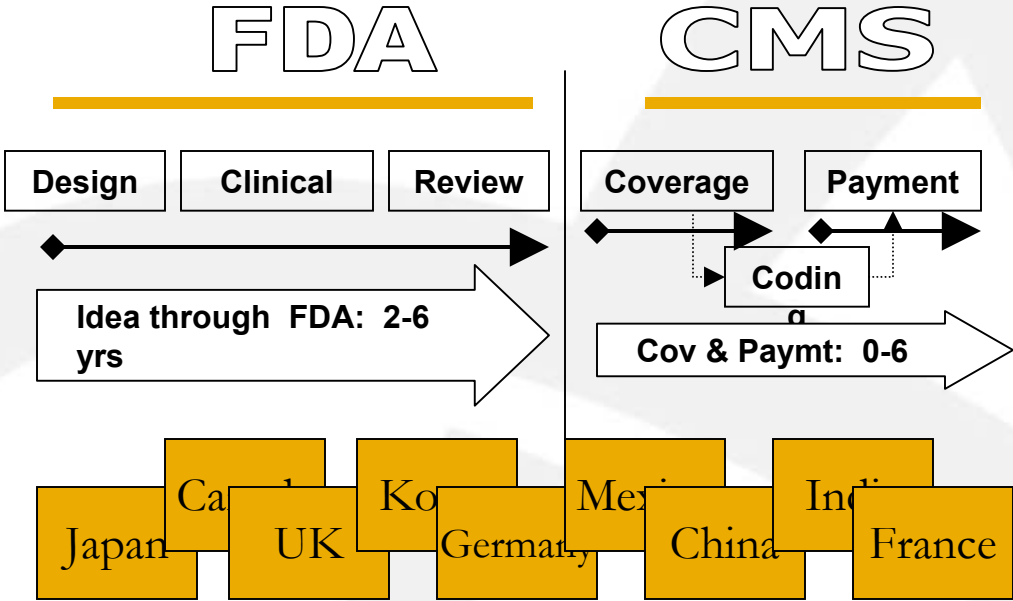 FDA
CMS
Design
Clinical
Review
Coverage
Payment
Codin
g
Idea through FDA: 2-6
yrs
Cov & Paymt: 0-6
Japan
UK
Germany
China
France